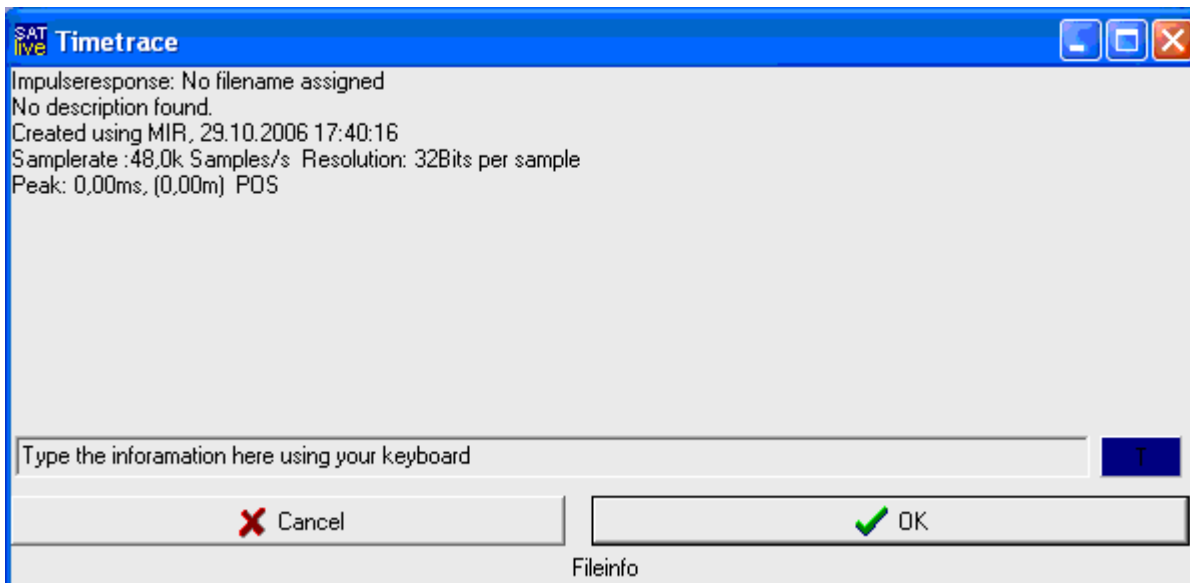 SAT
live
Timetrace
Impulseresponse: No filename assigned
No description found.
Created using MIR, 29.10.2006 17:40:16
Samplerate :48,0k Samples/s  Resolution: 32Bits per sample
Peak: 0,00ms, (0,00m)  POS
Type the inforamation here using your keyboard
T
Cancel
OK
Fileinfo